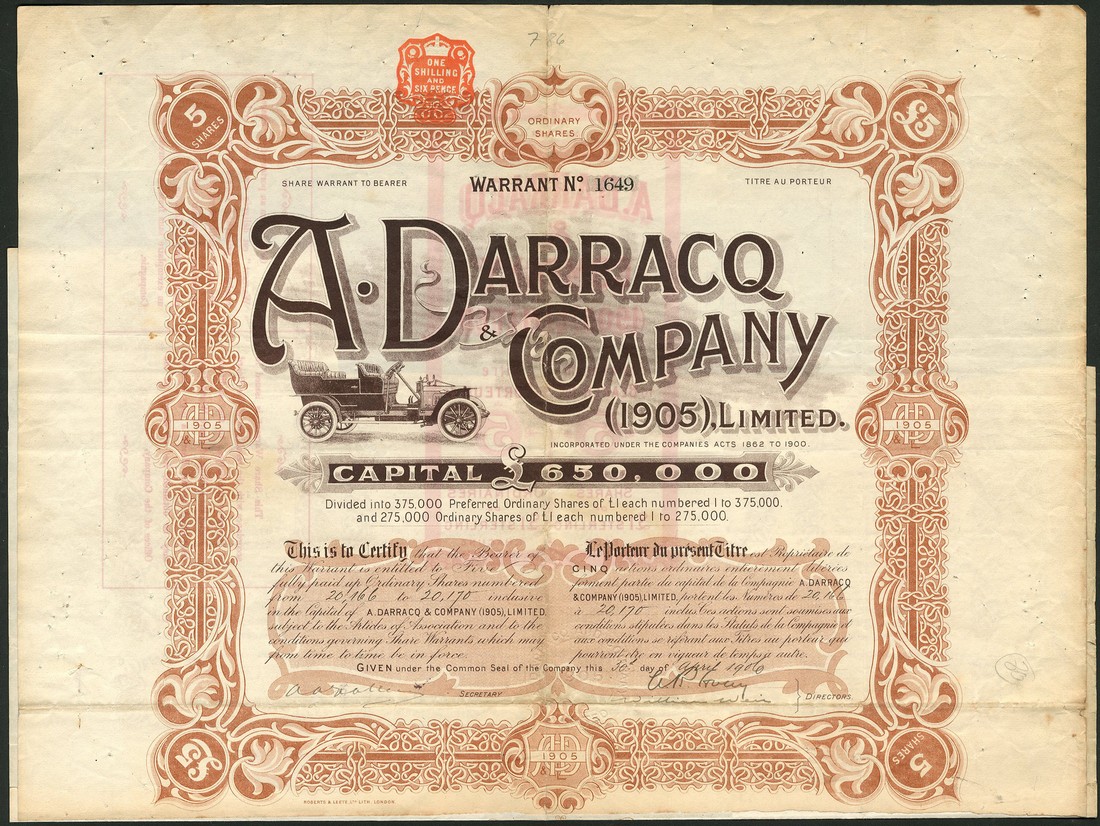 786
ONE
SHILLING
AND
SIX PENCE
5
SHARES
ORDINARY
SHARES
£5
SHARE WARRANT TO BEARER
WARRANT No. 1649
TITRE AU PORTEUR
A. DARRACQ
& COMPANY
(1905), LIMITED.
INCORPORATED UNDER THE COMPANIES ACTS 1862 TO 1900.
1905
1905
CAPITAL £650,000
Divided into 375,000 Preferred Ordinary Shares of £1 each numbered 1 to 375,000.
and 275,000 Ordinary Shares of £1 each numbered 1 to 275,000.
This is to Certify that the Bearer of
this Warrant is entitled to Five
fully paid up Ordinary Shares numbered
from 20,166 to 20,170 inclusive
in the Capital of A. DARRACQ & COMPANY (1905), LIMITED,
subject to the Articles of Association and to the
conditions governing Share Warrants which may
from time to time be in force.
Le Porteur du présent Titre est Propriétaire de
CINQ actions ordinaires entièrement libérées
formant partie du capital de la Compagnie A. DARRACQ
& COMPANY (1905), LIMITED, portent les Numéros de 20,166
à 20,170 inclus. Ces actions sont soumises aux
conditions stipulées dans les Statuts de la Compagnie et
aux conditions se référant aux Titres au porteur qui
pourront être en vigueur de temps à autre.
GIVEN under the Common Seal of the Company this 30th day of April 1906
SECRETARY
DIRECTORS.
£5
1905
SHARES
5
ROBERTS & LEETE LTD LITH. LONDON.